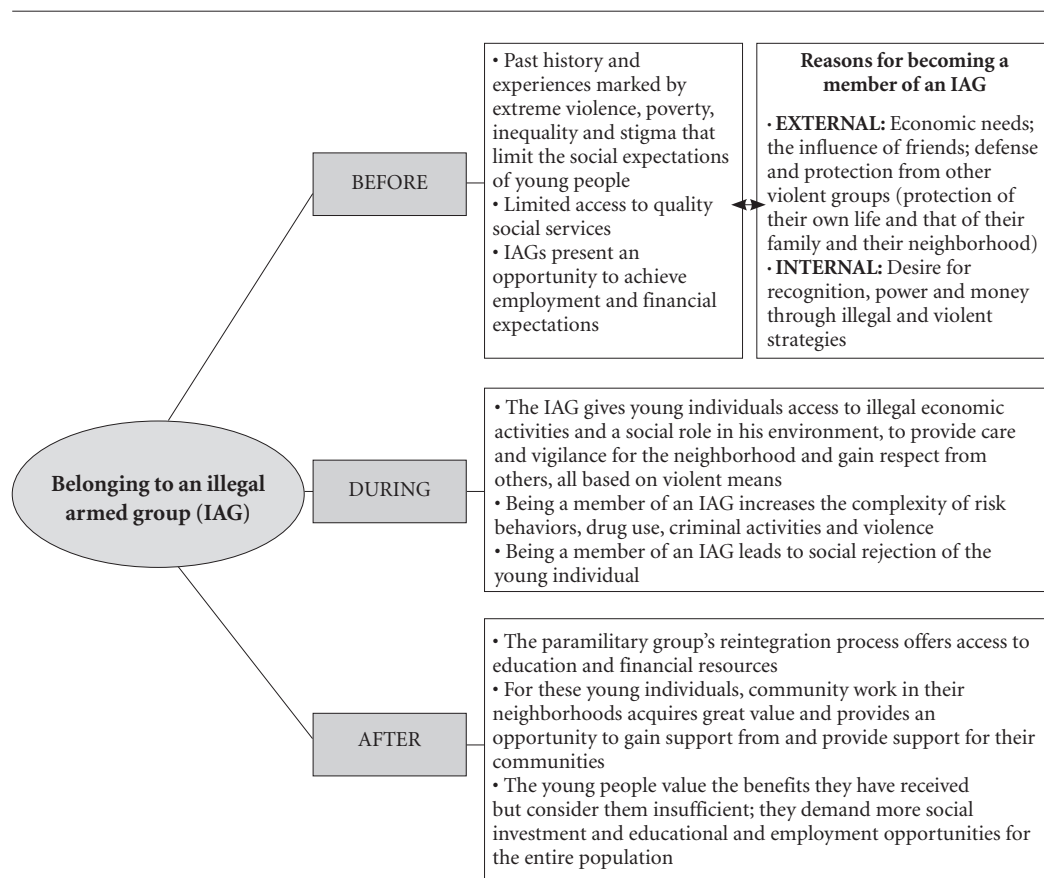 • Past history and
experiences marked by
extreme violence, poverty,
inequality and stigma that
limit the social expectations
of young people
• Limited access to quality
social services
• IAGs present an
opportunity to achieve
employment and financial
expectations
Reasons for becoming a
member of an IAG
· EXTERNAL: Economic needs;
the influence of friends; defense
and protection from other
violent groups (protection of
their own life and that of their
family and their neighborhood)
· INTERNAL: Desire for
recognition, power and money
through illegal and violent
strategies
BEFORE
Belonging to an illegal
armed group (IAG)
DURING
• The IAG gives young individuals access to illegal economic
activities and a social role in his environment, to provide care
and vigilance for the neighborhood and gain respect from
others, all based on violent means
• Being a member of an IAG increases the complexity of risk
behaviors, drug use, criminal activities and violence
• Being a member of an IAG leads to social rejection of the
young individual
AFTER
• The paramilitary group's reintegration process offers access to
education and financial resources
• For these young individuals, community work in their
neighborhoods acquires great value and provides an
opportunity to gain support from and provide support for their
communities
• The young people value the benefits they have received
but consider them insufficient; they demand more social
investment and educational and employment opportunities for
the entire population